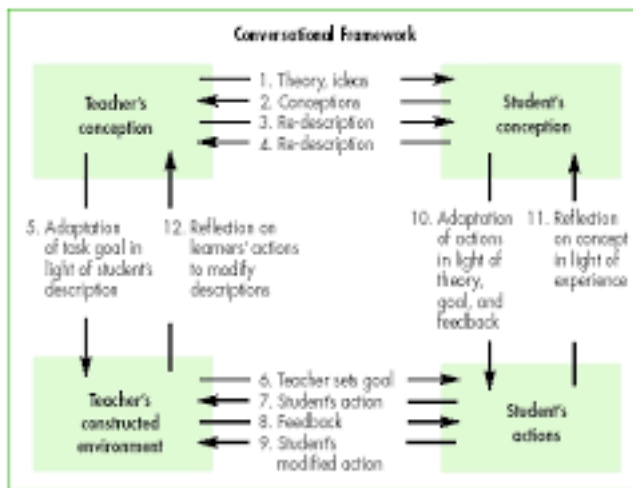 Conversational Framework
Teacher's
conception
1. Theory, ideas
2. Conceptions
3. Re-description
4. Re-description
Student's
conception
5. Adaptation
of task goal in
light of student's
description
12. Reflection on
learners' actions
to modify
descriptions
10. Adaptation
of actions
in light of
theory,
goal, and
feedback
11. Reflection
on concept
in light of
experience
Teacher's
constructed
environment
6. Teacher sets goal
7. Student's action
8. Feedback
9. Student's
modified action
Student's
actions